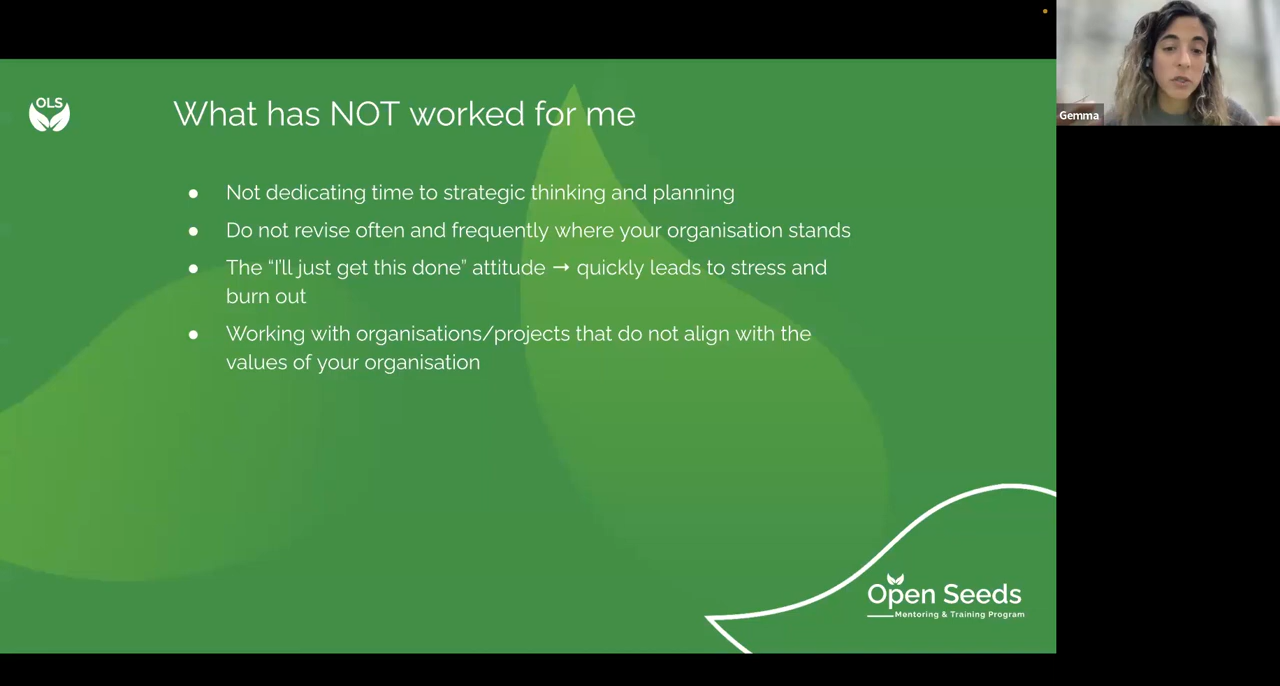 OLS
What has NOT worked for me
● Not dedicating time to strategic thinking and planning
● Do not revise often and frequently where your organisation stands
● The “I’ll just get this done” attitude → quickly leads to stress and
burn out
● Working with organisations/projects that do not align with the
values of your organisation
Open Seeds
Mentoring & Training Program
Gemma